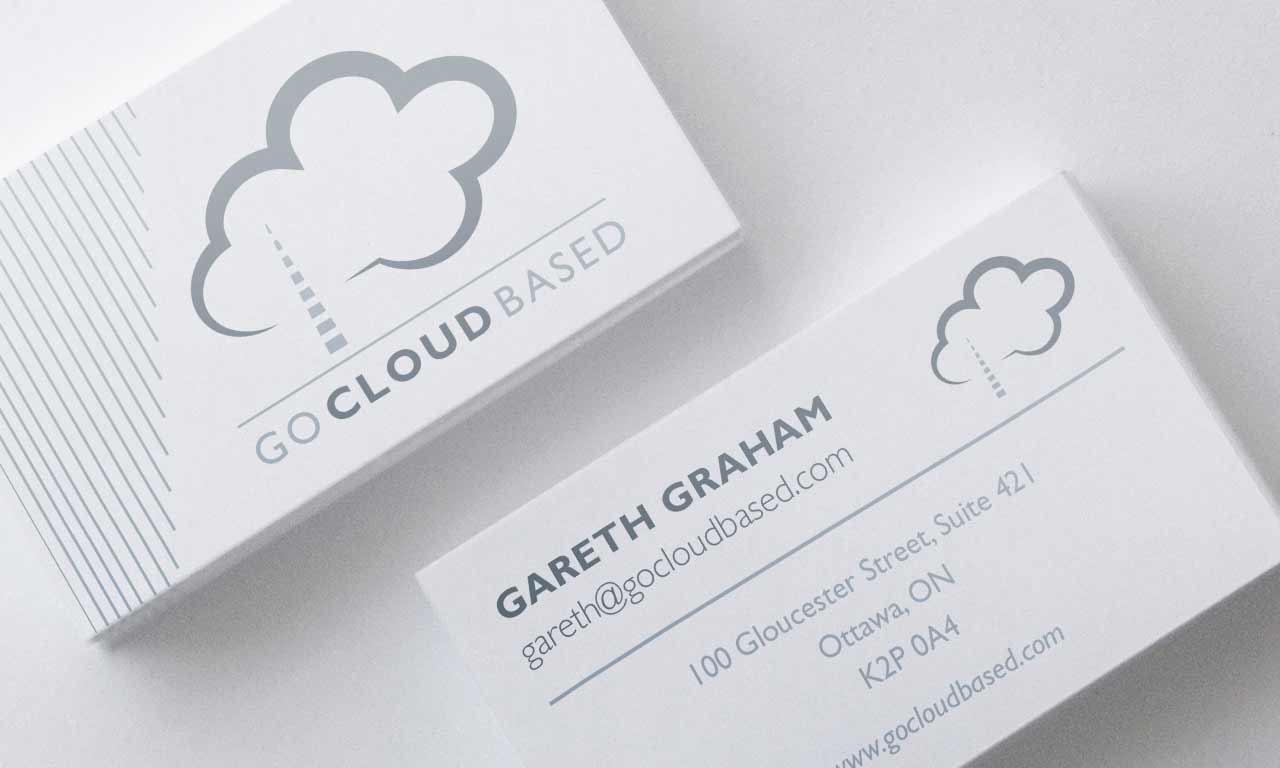 GO CLOUD BASED
GARETH GRAHAM
gareth@gocloudbased.com
100 Gloucester Street, Suite 421
Ottawa, ON
K2P 0A4
www.gocloudbased.com